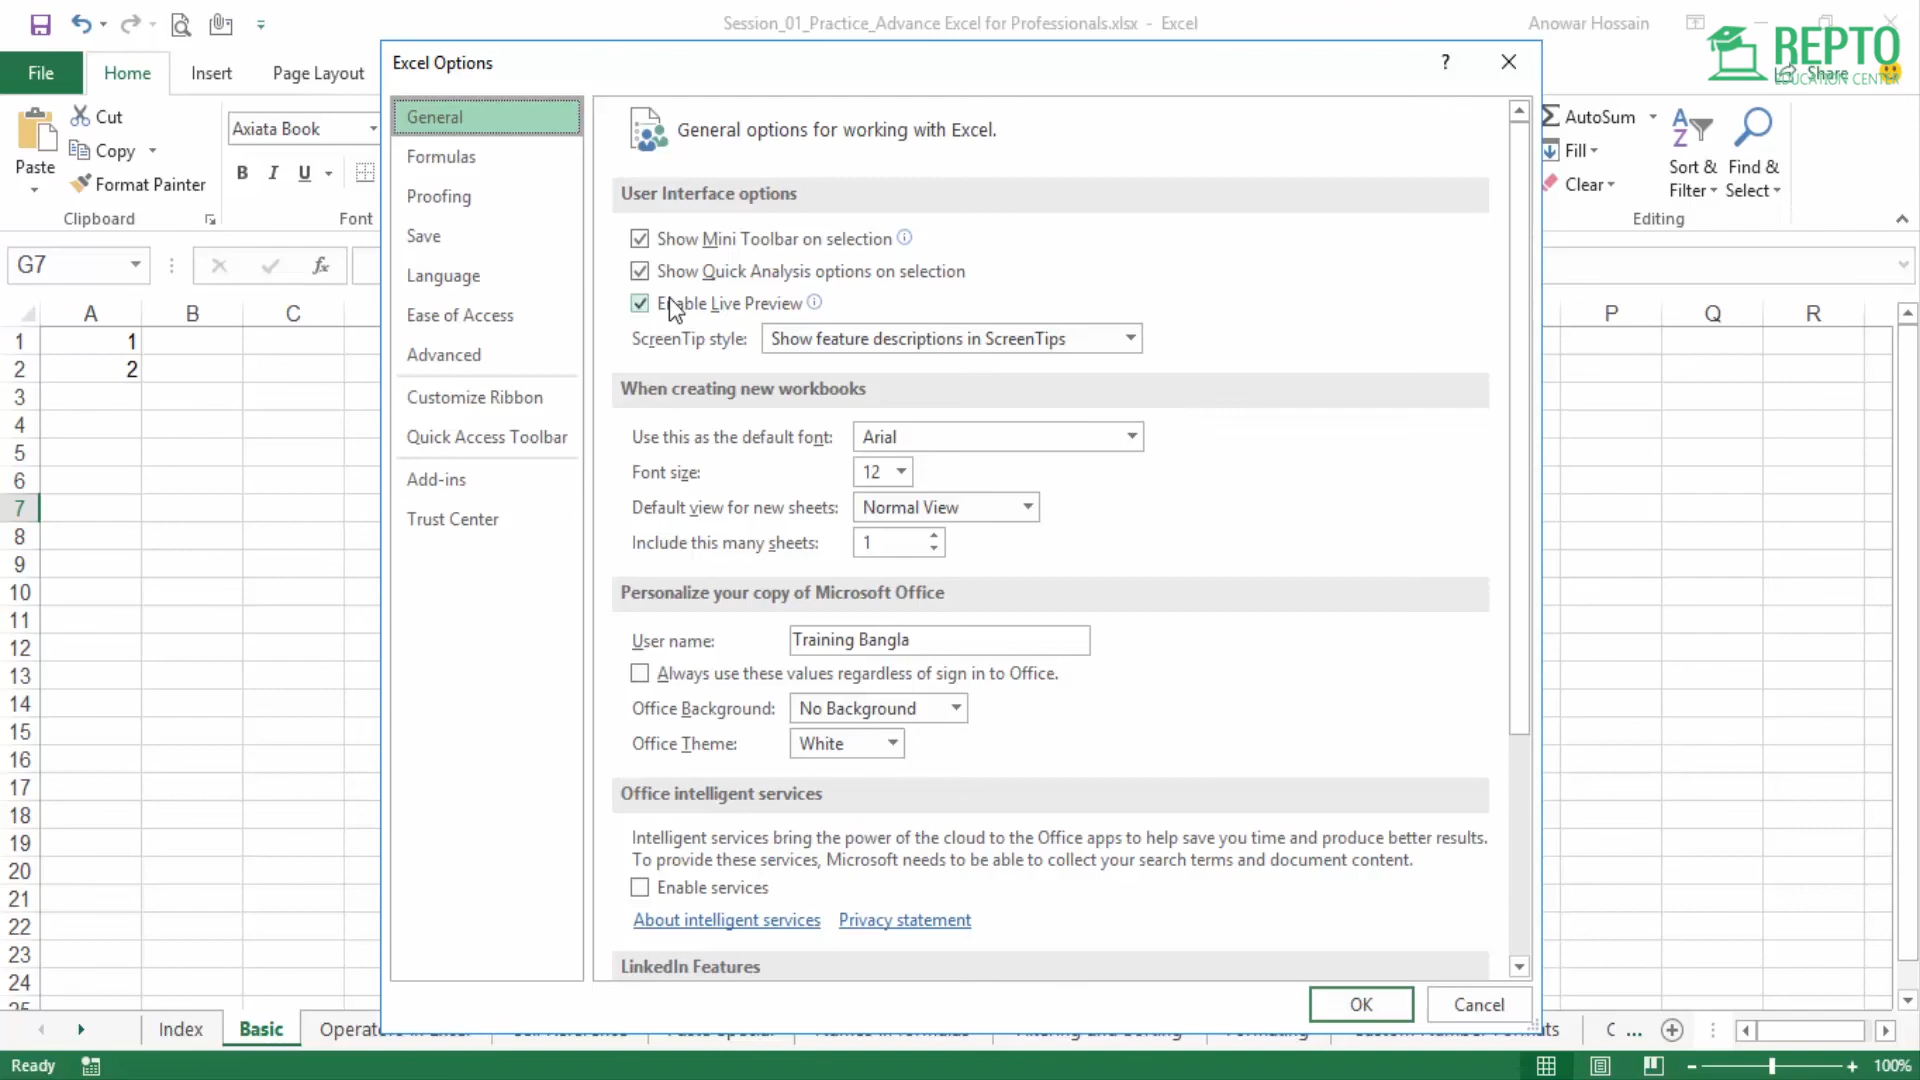 Session_01_Practice_Advance Excel for Professionals.xlsx - Excel
Anowar Hossain
REPTO
EDUCATION CENTER
Share
File
Home
Insert
Page Layout
Cut
Copy
Format Painter
Paste
Clipboard
Axiata Book
B I U
Font
AutoSum
Fill
Clear
Sort & Filter
Find & Select
Editing
G7
fx
A B C
P Q R
1 1
2 2
3
4
5
6
7
8
9
10
11
12
13
14
15
16
17
18
19
20
21
22
23
24
25
Excel Options
?
General
Formulas
Proofing
Save
Language
Ease of Access
Advanced
Customize Ribbon
Quick Access Toolbar
Add-ins
Trust Center
General options for working with Excel.
User Interface options
Show Mini Toolbar on selection
Show Quick Analysis options on selection
Enable Live Preview
ScreenTip style: Show feature descriptions in ScreenTips
When creating new workbooks
Use this as the default font: Arial
Font size: 12
Default view for new sheets: Normal View
Include this many sheets: 1
Personalize your copy of Microsoft Office
User name: Training Bangla
Always use these values regardless of sign in to Office.
Office Background: No Background
Office Theme: White
Office intelligent services
Intelligent services bring the power of the cloud to the Office apps to help save you time and produce better results.
To provide these services, Microsoft needs to be able to collect your search terms and document content.
Enable services
About intelligent services Privacy statement
LinkedIn Features
OK Cancel
Index Basic
Ready
100%